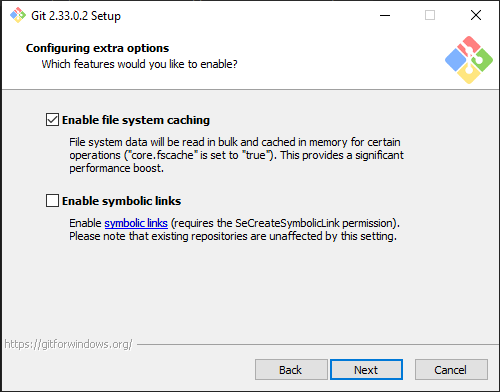 Git 2.33.0.2 Setup
Configuring extra options
Which features would you like to enable?
Enable file system caching
File system data will be read in bulk and cached in memory for certain
operations ("core.fscache" is set to "true"). This provides a significant
performance boost.
Enable symbolic links
Enable symbolic links (requires the SeCreateSymbolicLink permission).
Please note that existing repositories are unaffected by this setting.
https://gitforwindows.org/
Back Next Cancel